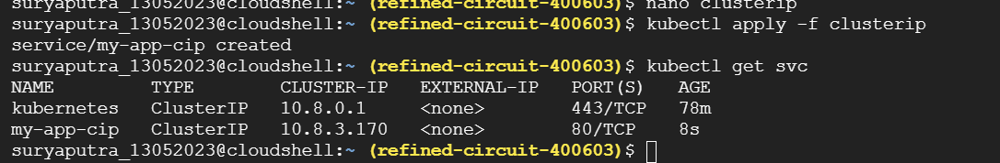 suryaputra_13052023@cloudshell:~ (refined-circuit-400603)$ nano clusterip
suryaputra_13052023@cloudshell:~ (refined-circuit-400603)$ kubectl apply -f clusterip
service/my-app-cip created
suryaputra_13052023@cloudshell:~ (refined-circuit-400603)$ kubectl get svc
NAME TYPE CLUSTER-IP EXTERNAL-IP PORT(S) AGE
kubernetes ClusterIP 10.8.0.1 <none> 443/TCP 78m
my-app-cip ClusterIP 10.8.3.170 <none> 80/TCP 8s
suryaputra_13052023@cloudshell:~ (refined-circuit-400603)$